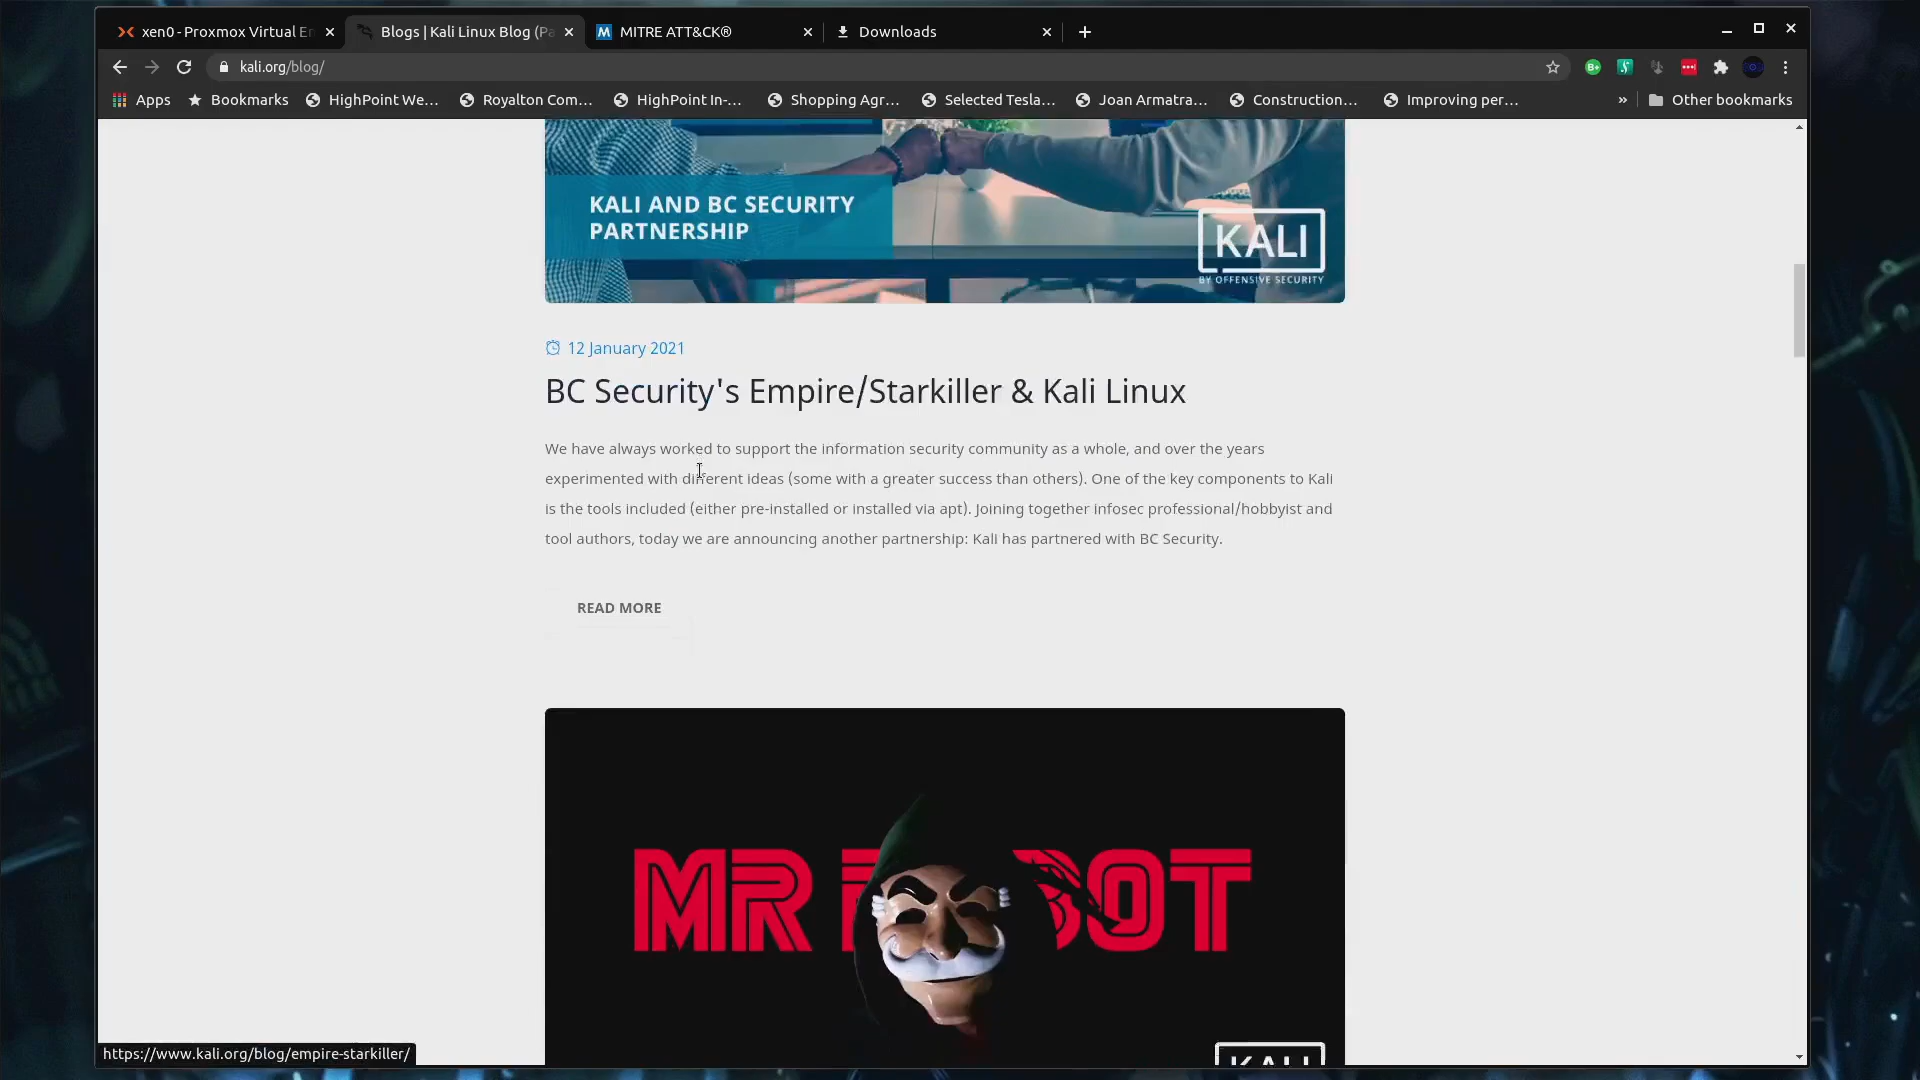 xen0 - Proxmox Virtual En
Blogs | Kali Linux Blog (Pa
MITRE ATT&CK®
Downloads
kali.org/blog/
Apps
Bookmarks
HighPoint We...
Royalton Com...
HighPoint In-...
Shopping Agr...
Selected Tesla...
Joan Armatra...
Construction...
Improving per...
»
Other bookmarks
KALI AND BC SECURITY
PARTNERSHIP
KALI
BY OFFENSIVE SECURITY
12 January 2021
BC Security's Empire/Starkiller & Kali Linux
We have always worked to support the information security community as a whole, and over the years
experimented with different ideas (some with a greater success than others). One of the key components to Kali
is the tools included (either pre-installed or installed via apt). Joining together infosec professional/hobbyist and
tool authors, today we are announcing another partnership: Kali has partnered with BC Security.
READ MORE
MR R BOT
KALI
https://www.kali.org/blog/empire-starkiller/